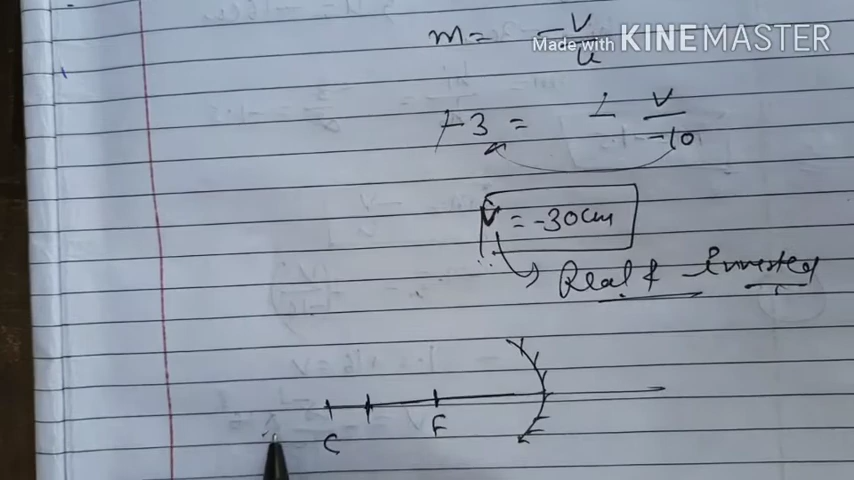 m = -v/u
Made with KINEMASTER
-3 = - v/-10
v = -30cm
Real & Inverted
C F